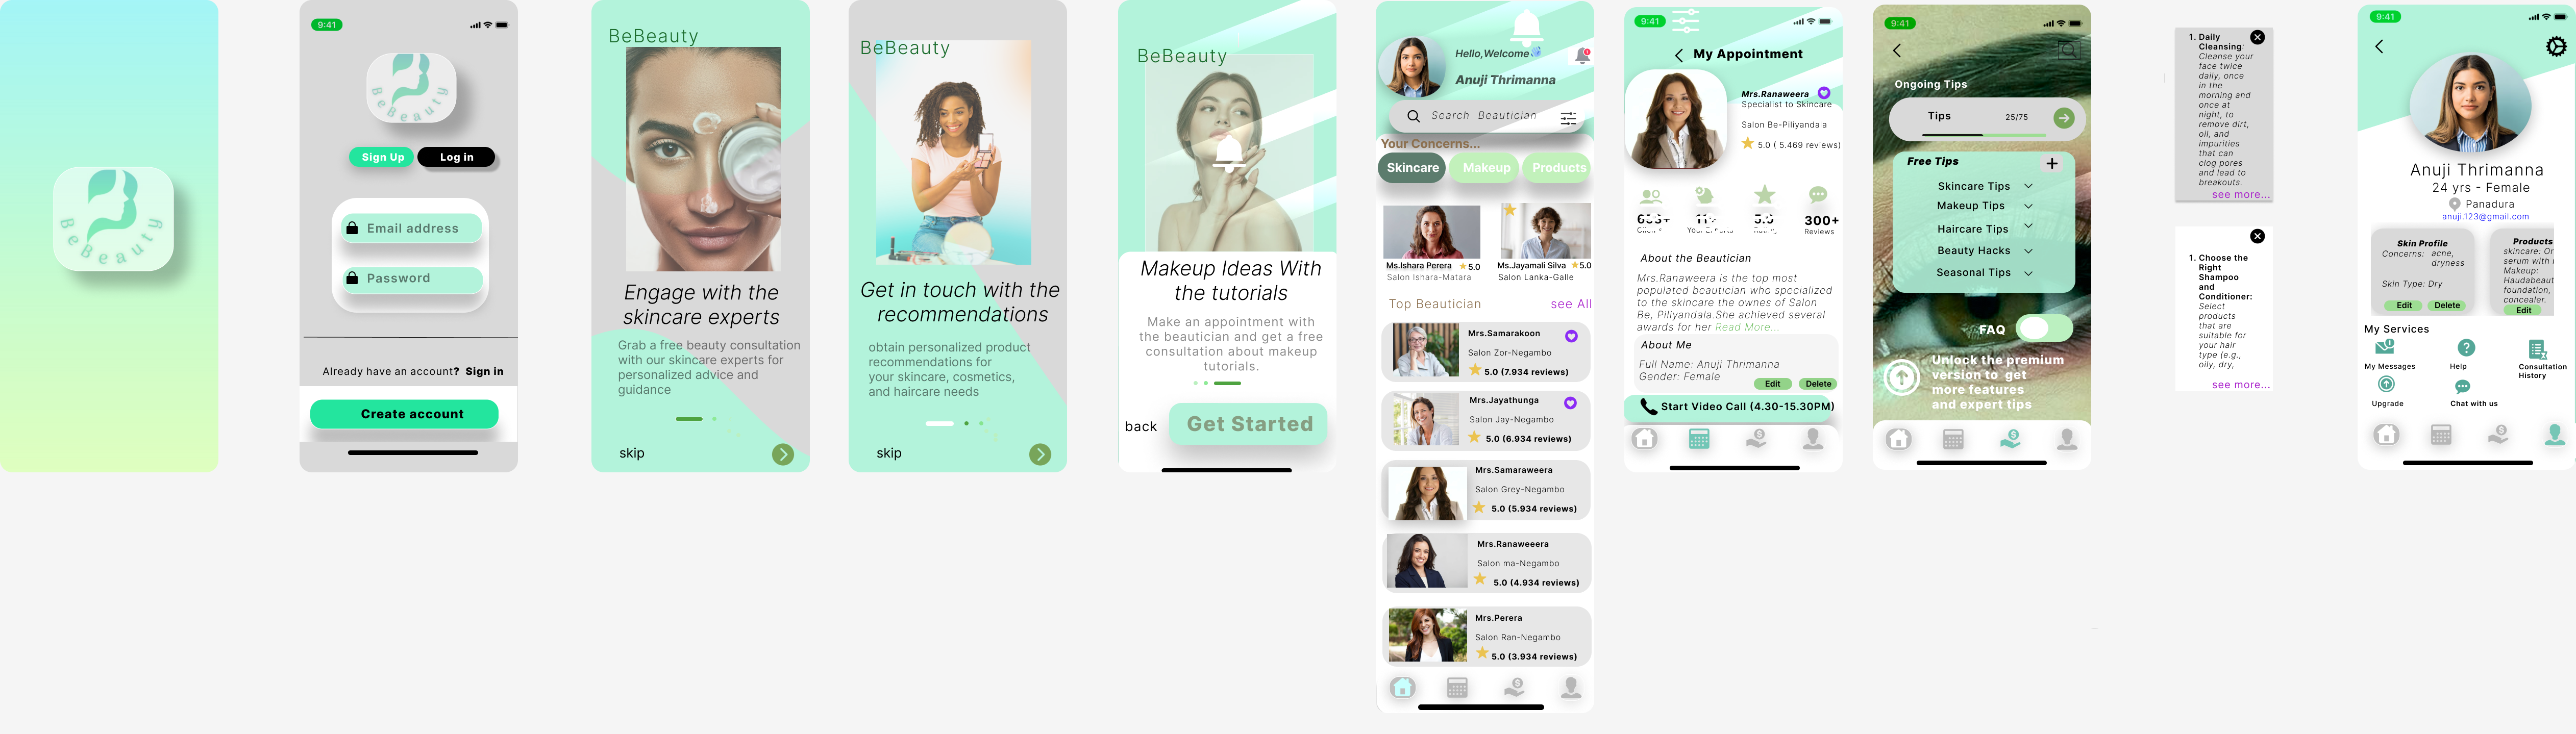 BeBeauty
9:41
BeBeauty
Sign Up
Log in
Email address
Password
Already have an account? Sign in
Create account
BeBeauty
Engage with the
skincare experts
Grab a free beauty consultation
with our skincare experts for
personalized advice and
guidance
skip
BeBeauty
Get in touch with the
recommendations
obtain personalized product
recommendations for
your skincare, cosmetics,
and haircare needs
skip
BeBeauty
Makeup Ideas With
the tutorials
Make an appointment with
the beautician and get a free
consultation about makeup
tutorials.
back
Get Started
Hello,Welcome
Anuji Thrimanna
Search Beautician
Your Concerns...
Skincare
Makeup
Products
Ms.Ishara Perera
5.0
Salon Ishara-Matara
Ms.Jayamali Silva
5.0
Salon Lanka-Galle
Top Beautician
see All
Mrs.Samarakoon
Salon Zor-Negambo
5.0 (7.934 reviews)
Mrs.Jayathunga
Salon Jay-Negambo
5.0 (6.934 reviews)
Mrs.Samaraweera
Salon Grey-Negambo
5.0 (5.934 reviews)
Mrs.Ranaweeera
Salon ma-Negambo
5.0 (4.934 reviews)
Mrs.Perera
Salon Ran-Negambo
5.0 (3.934 reviews)
9:41
My Appointment
Mrs.Ranaweera
Specialist to Skincare
Salon Be-Piliyandala
5.0 ( 5.469 reviews)
300+
Reviews
About the Beautician
Mrs.Ranaweera is the top most
populated beautician who specialized
to the skincare the ownes of Salon
Be, Piliyandala.She achieved several
awards for her Read More...
About Me
Full Name: Anuji Thrimanna
Gender: Female
Edit
Delete
Start Video Call (4.30-15.30PM)
9:41
Ongoing Tips
Tips
25/75
Free Tips
+
Skincare Tips
Makeup Tips
Haircare Tips
Beauty Hacks
Seasonal Tips
FAQ
Unlock the premium
version to get
more features
and expert tips
1. Daily
Cleansing:
Cleanse your
face twice
daily, once
in the
morning and
once at
night, to
remove dirt,
oil, and
impurities
that can
clog pores
and lead to
breakouts.
see more...
1. Choose the
Right
Shampoo
and
Conditioner:
Select
products
that are
suitable for
your hair
type (e.g.,
oily, dry,
see more...
9:41
Anuji Thrimanna
24 yrs - Female
Panadura
anuji.123@gmail.com
Skin Profile
Concerns: acne,
dryness
Skin Type: Dry
Edit
Delete
Products
skincare: Or
serum with
Makeup:
Haudabeaut
foundation,
concealer.
Edit
My Services
My Messages
Help
Consultation
History
Upgrade
Chat with us